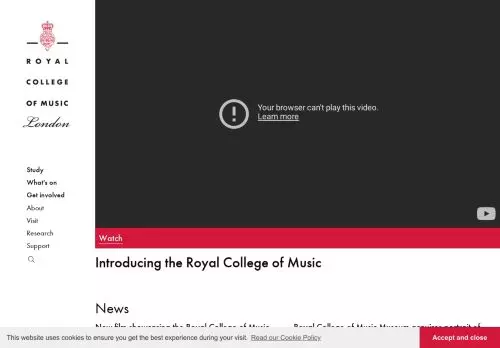 ROYAL
COLLEGE
OF MUSIC
London
Study
What's on
Get involved
About
Visit
Research
Support
Your browser can't play this video.
Learn more
Watch
Introducing the Royal College of Music
News
New film showcasing the Royal College of Music
Royal College of Music Museum acquires portrait of
This website uses cookies to ensure you get the best experience during your visit. Read our Cookie Policy
Accept and close